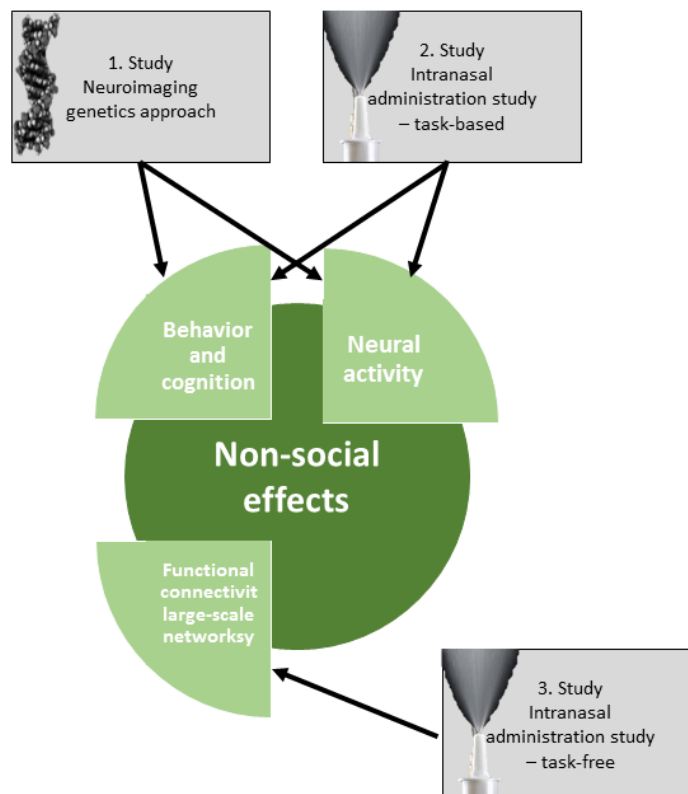 1. Study
Neuroimaging
genetics approach
2. Study
Intranasal
administration study
– task-based
Behavior
and
cognition
Neural
activity
Non-social
effects
Functional
connectivit
large-scale
networksy
3. Study
Intranasal
administration study
– task-free